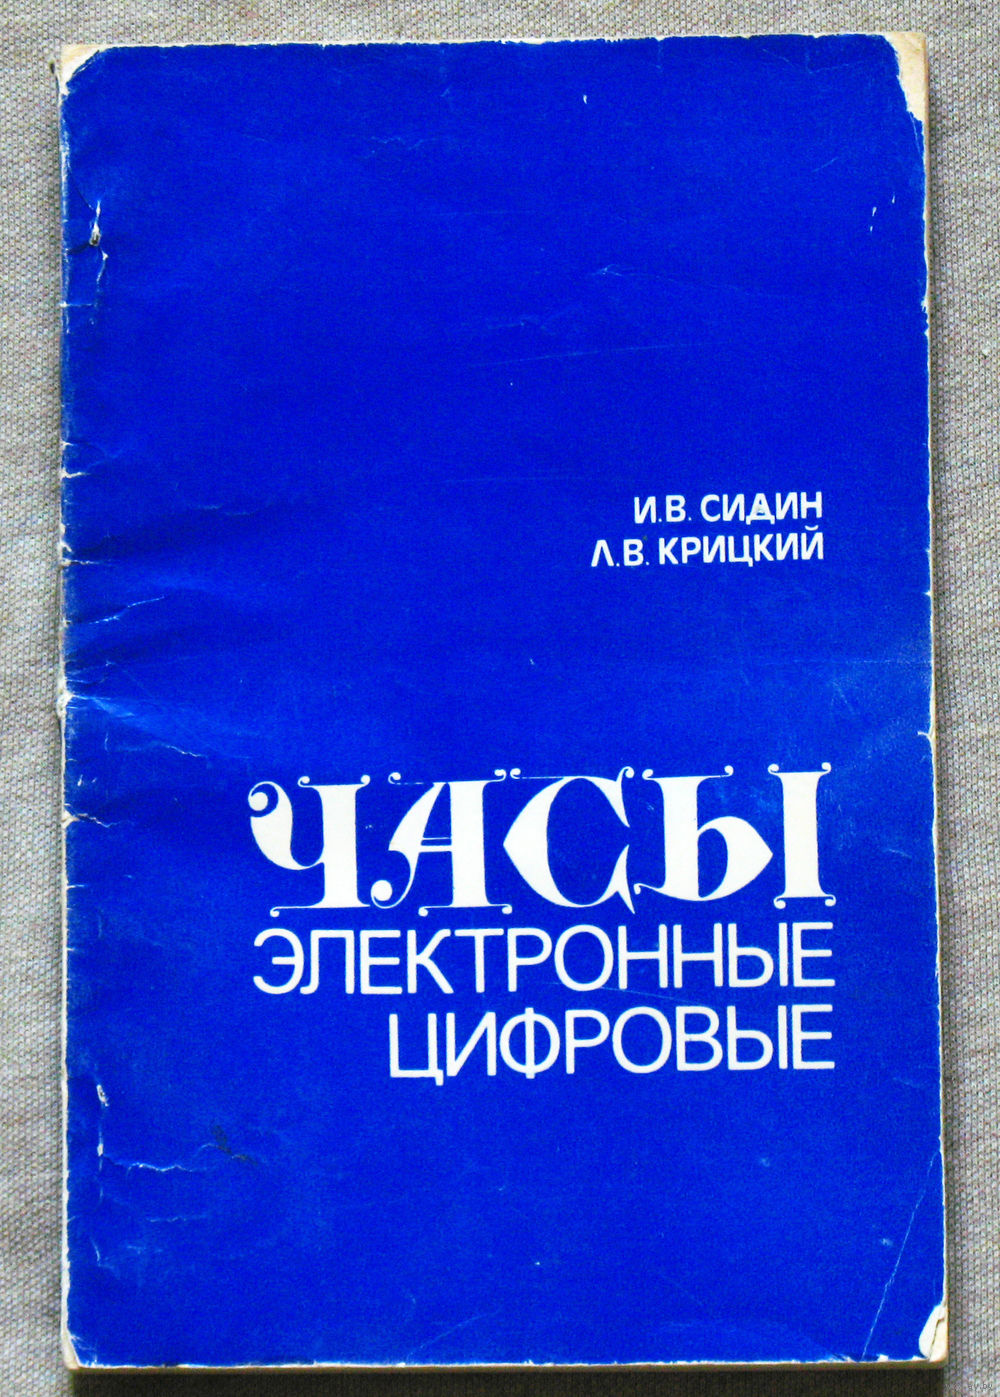 И.В. СИДИН
Л.В. КРИЦКИЙ
ЧАСЫ
ЭЛЕКТРОННЫЕ
ЦИФРОВЫЕ